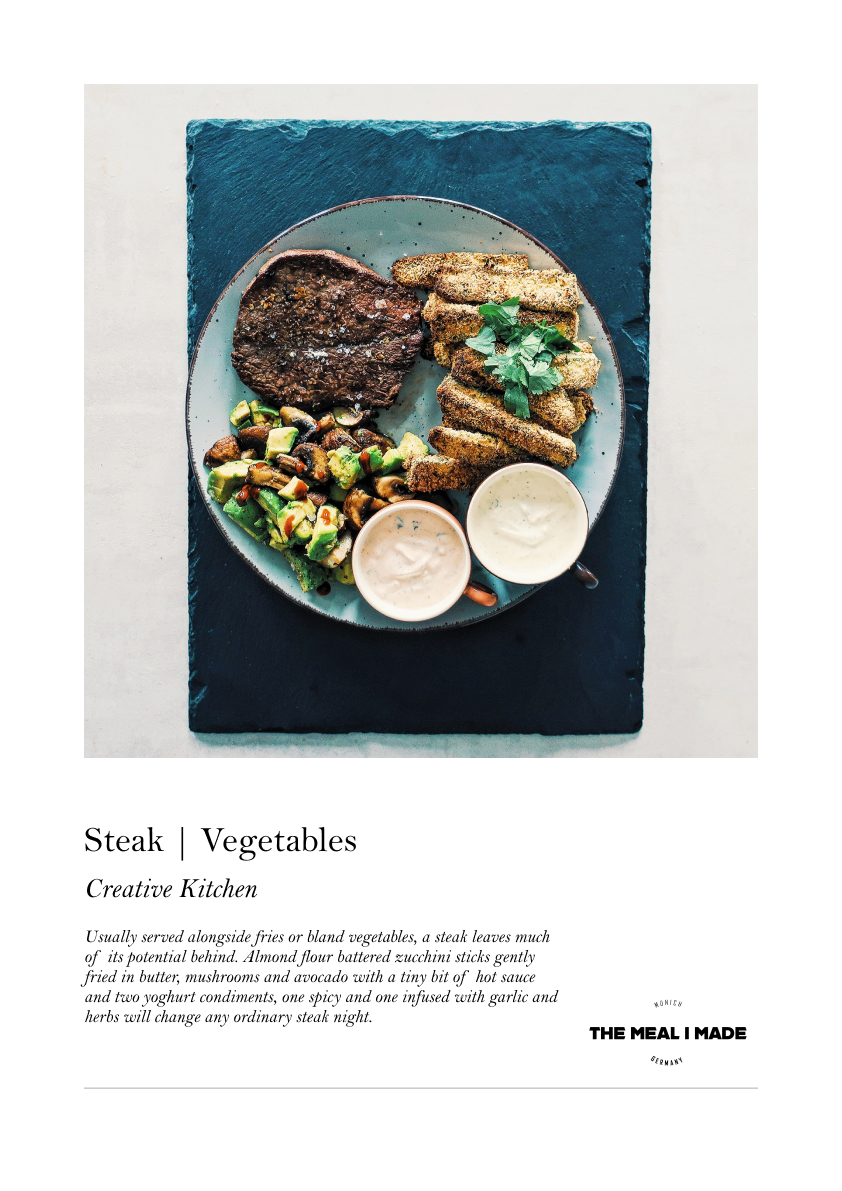 Steak | Vegetables
Creative Kitchen
Usually served alongside fries or bland vegetables, a steak leaves much
of its potential behind. Almond flour battered zucchini sticks gently
fried in butter, mushrooms and avocado with a tiny bit of hot sauce
and two yoghurt condiments, one spicy and one infused with garlic and
herbs will change any ordinary steak night.
MUNICH
THE MEAL I MADE
GERMANY